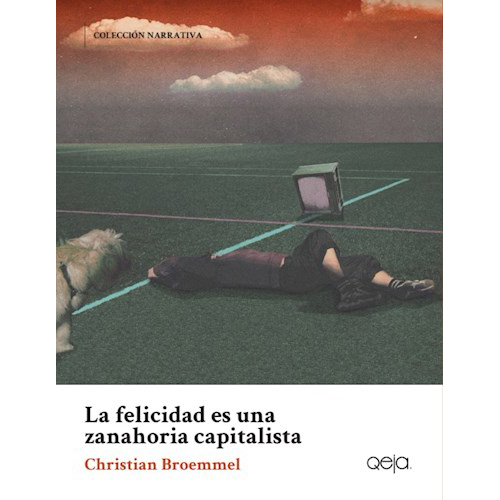 COLECCIÓN NARRATIVA
La felicidad es una
zanahoria capitalista
Christian Broemmel
qeja